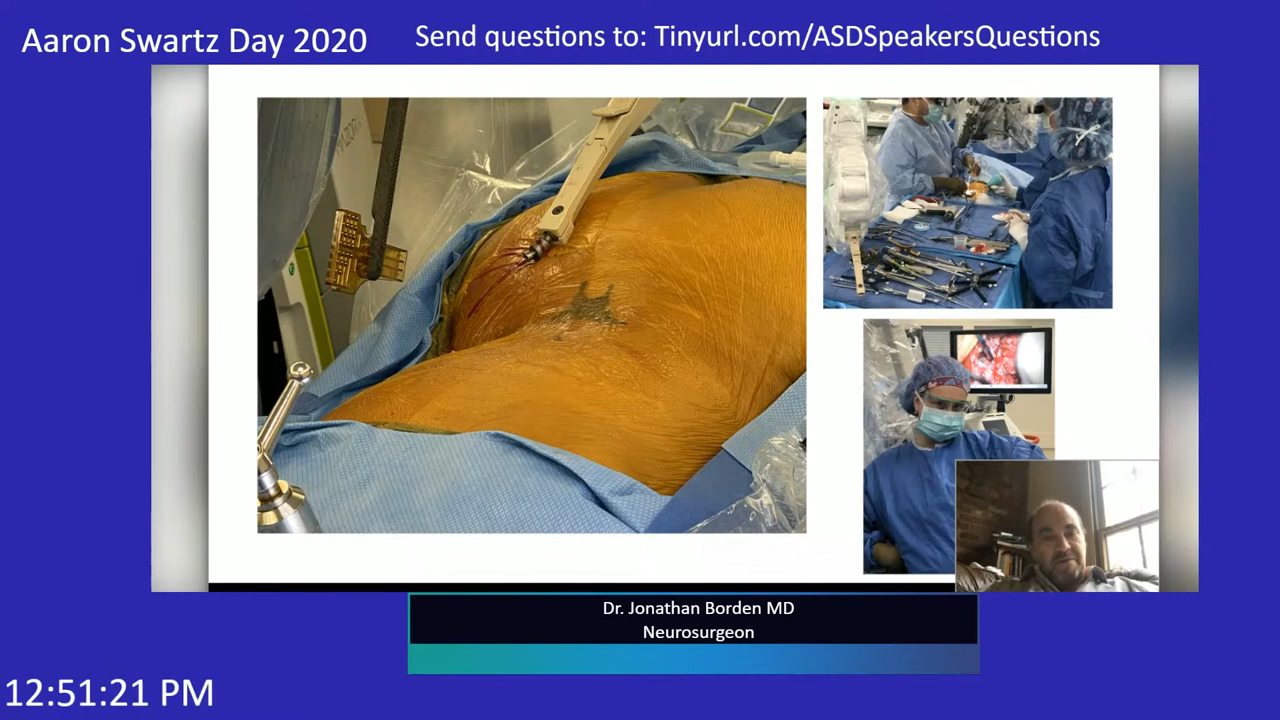 Aaron Swartz Day 2020
Send questions to: Tinyurl.com/ASDSpeakersQuestions
Dr. Jonathan Borden MD
Neurosurgeon
12:51:21 PM